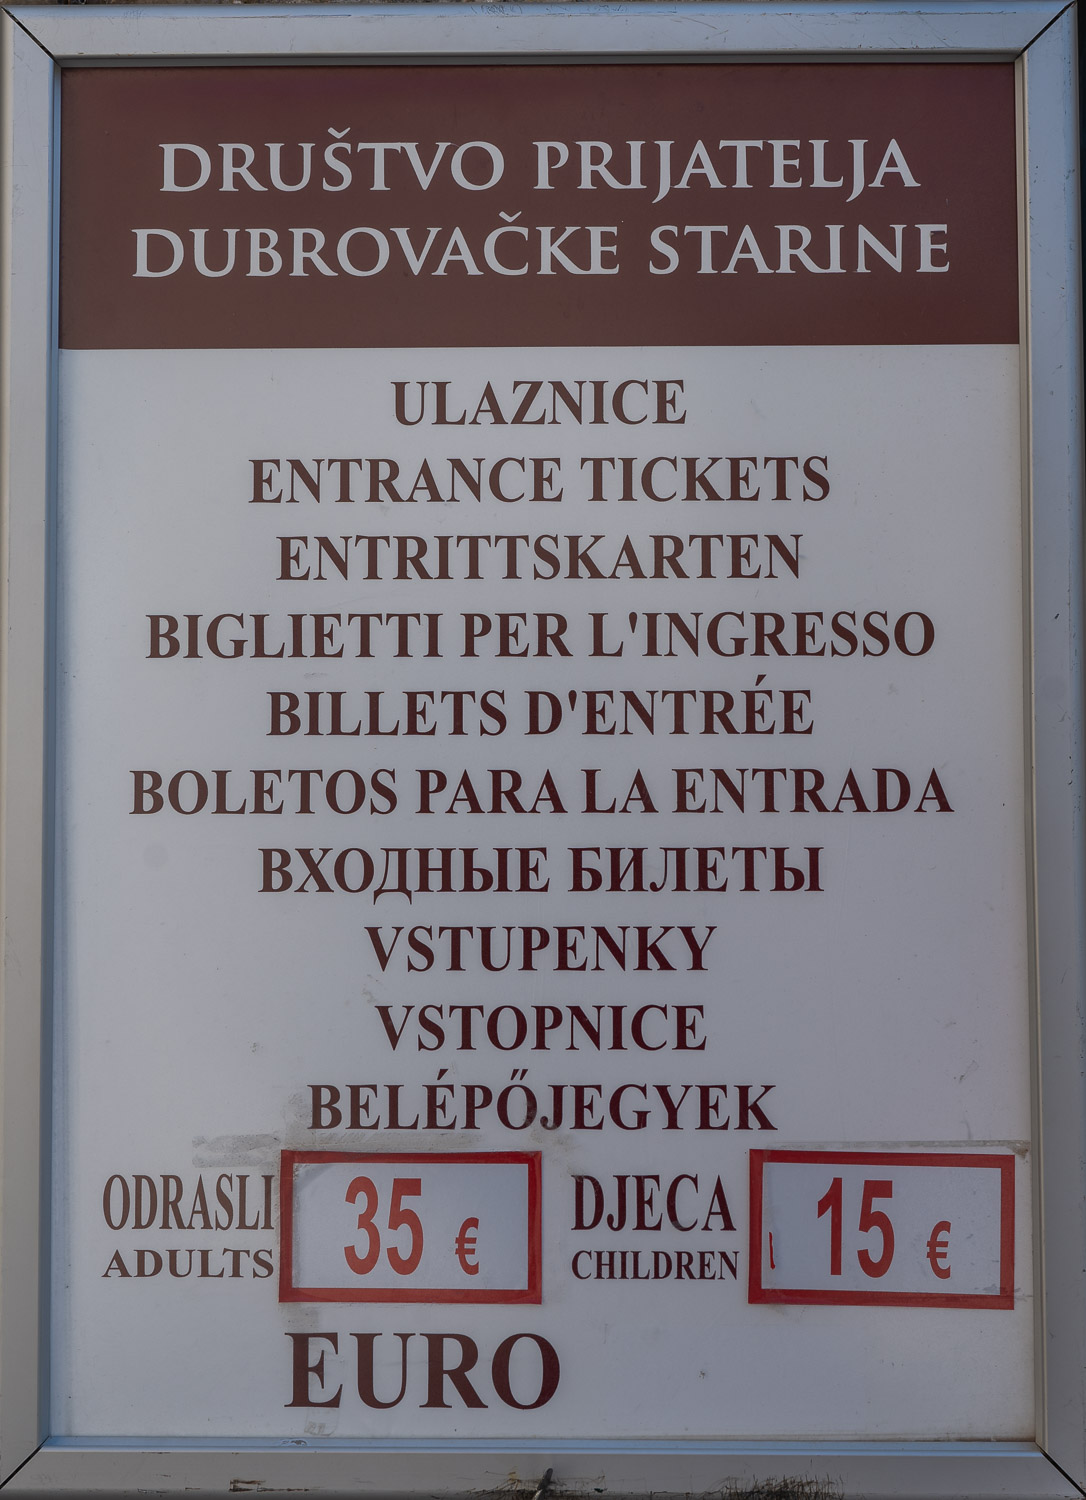 DRUŠTVO PRIJATELJA
DUBROVAČKE STARINE
ULAZNICE
ENTRANCE TICKETS
ENTRITTSKARTEN
BIGLIETTI PER L'INGRESSO
BILLETS D'ENTRÉE
BOLETOS PARA LA ENTRADA
ВХОДНЫЕ БИЛЕТЫ
VSTUPENKY
VSTOPNICE
BELÉPŐJEGYEK
ODRASLI 35 € DJECA 15 €
ADULTS CHILDREN
EURO